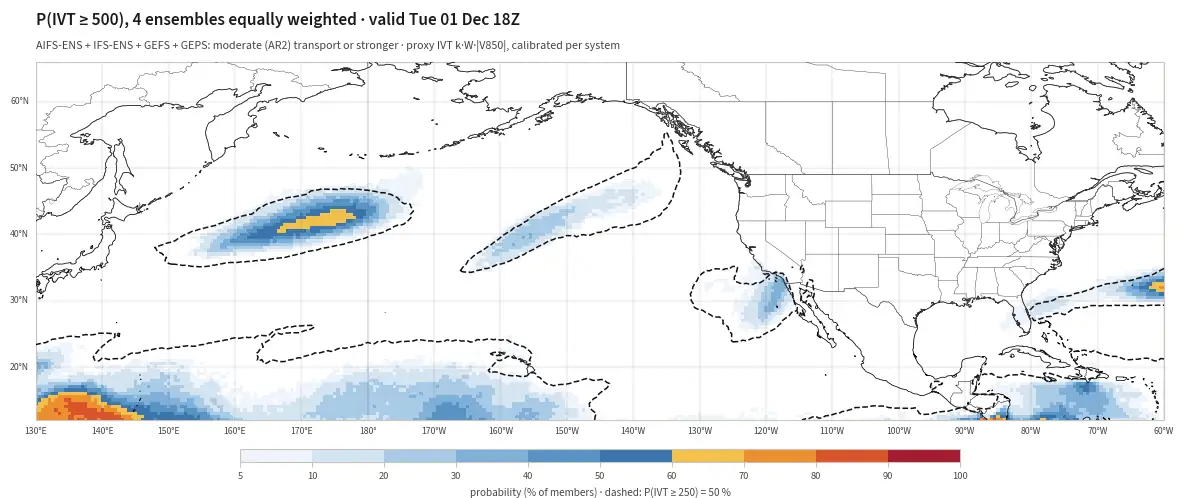 P(IVT ≥ 500), 4 ensembles equally weighted · valid Tue 01 Dec 18Z
AIFS-ENS + IFS-ENS + GEFS + GEPS: moderate (AR2) transport or stronger · proxy IVT k·W·|V850|, calibrated per system
60°N
50°N
40°N
30°N
20°N
130°E 140°E 150°E 160°E 170°E 180° 170°W 160°W 150°W 140°W 130°W 120°W 110°W 100°W 90°W 80°W 70°W 60°W
5 10 20 30 40 50 60 70 80 90 100
probability (% of members) · dashed: P(IVT ≥ 250) = 50 %